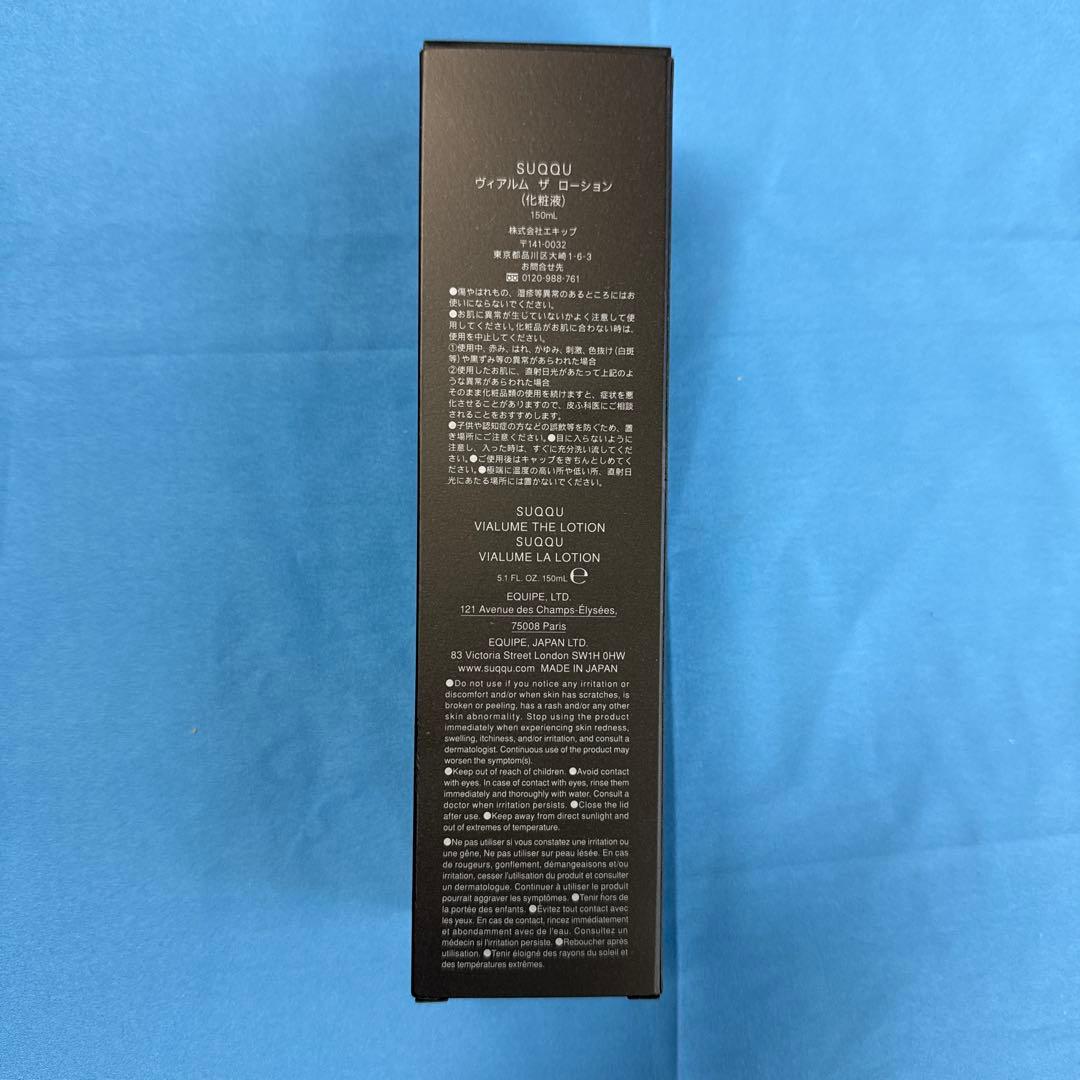 SUQQU
ヴィアルム ザ ローション
(化粧液)
150mL
株式会社エキップ
〒141-0032
東京都品川区大崎1-6-3
お問合せ先
0120-988-761
●傷やはれもの、湿疹等異常のあるところにはお
使いにならないでください。
●お肌に異常が生じていないかよく注意して使
用してください。化粧品がお肌に合わない時は、
使用を中止してください。
①使用中、赤み、はれ、かゆみ、刺激、色抜け(白斑
等)や黒ずみ等の異常があらわれた場合
②使用したお肌に、直射日光があたって上記のよ
うな異常があらわれた場合
そのまま化粧品類の使用を続けますと、症状を悪
化させることがありますので、皮ふ科医にご相談
されることをおすすめします。
●子供や認知症の方などの誤飲等を防ぐため、置
き場所にご注意ください。●目に入らないように
注意し、入った時は、すぐに充分洗い流してくだ
さい。●ご使用後はキャップをきちんとしめてく
ださい。●極端に温度の高い所や低い所、直射日
光にあたる場所には置かないでください。
SUQQU
VIALUME THE LOTION
SUQQU
VIALUME LA LOTION
5.1 FL. OZ. 150mL ℮
EQUIPE, LTD.
121 Avenue des Champs-Élysées,
75008 Paris
EQUIPE, JAPAN LTD.
83 Victoria Street London SW1H 0HW
www.suqqu.com MADE IN JAPAN
●Do not use if you notice any irritation or
discomfort and/or when skin has scratches, is
broken or peeling, has a rash and/or any other
skin abnormality. Stop using the product
immediately when experiencing skin redness,
swelling, itchiness, and/or irritation, and consult a
dermatologist. Continuous use of the product may
worsen the symptom(s).
●Keep out of reach of children. ●Avoid contact
with eyes. In case of contact with eyes, rinse them
immediately and thoroughly with water. Consult a
doctor when irritation persists. ●Close the lid
after use. ●Keep away from direct sunlight and
out of extremes of temperature.
●Ne pas utiliser si vous constatez une irritation ou
une gêne, Ne pas utiliser sur peau lésée. En cas
de rougeurs, gonflement, démangeaisons et/ou
irritation, cesser l'utilisation du produit et consulter
un dermatologue. Continuer à utiliser le produit
pourrait aggraver les symptômes. ●Tenir hors de
la portée des enfants. ●Évitez tout contact avec
les yeux. En cas de contact, rincez immédiatement
et abondamment avec de l'eau. Consultez un
médecin si l'irritation persiste. ●Reboucher après
utilisation. ●Tenir éloigné des rayons du soleil et
des températures extrêmes.